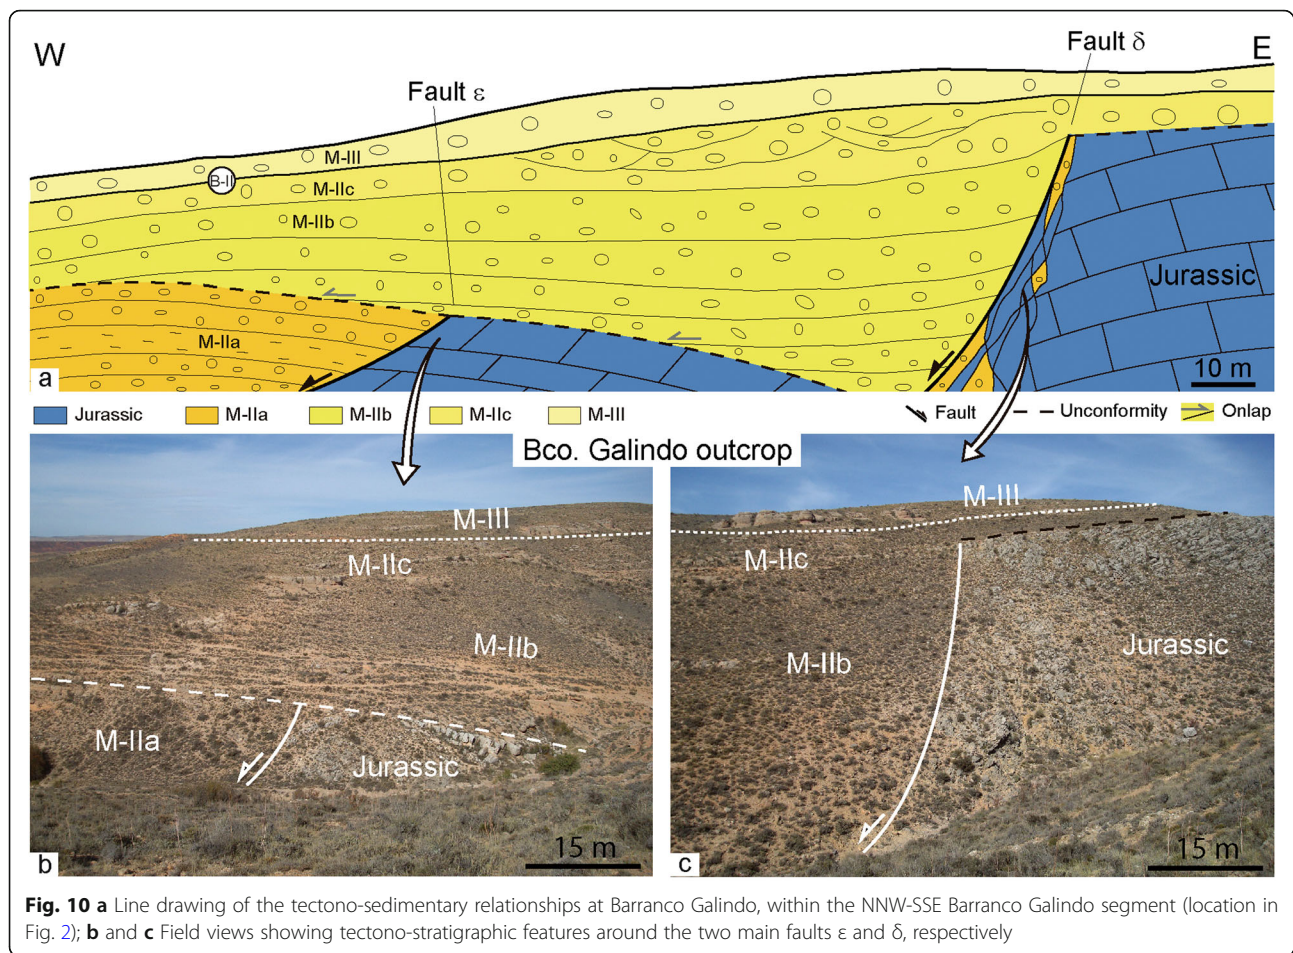 W
E
Fault δ
Fault ε
M-III
B-II
M-IIc
M-IIb
M-IIa
Jurassic
a
10 m
Jurassic
M-IIa
M-IIb
M-IIc
M-III
Fault
Unconformity
Onlap
Bco. Galindo outcrop
M-III
M-IIc
M-IIb
M-IIa
Jurassic
b
15 m
M-III
M-IIc
M-IIb
Jurassic
c
15 m
Fig. 10 a Line drawing of the tectono-sedimentary relationships at Barranco Galindo, within the NNW-SSE Barranco Galindo segment (location in
Fig. 2); b and c Field views showing tectono-stratigraphic features around the two main faults ε and δ, respectively